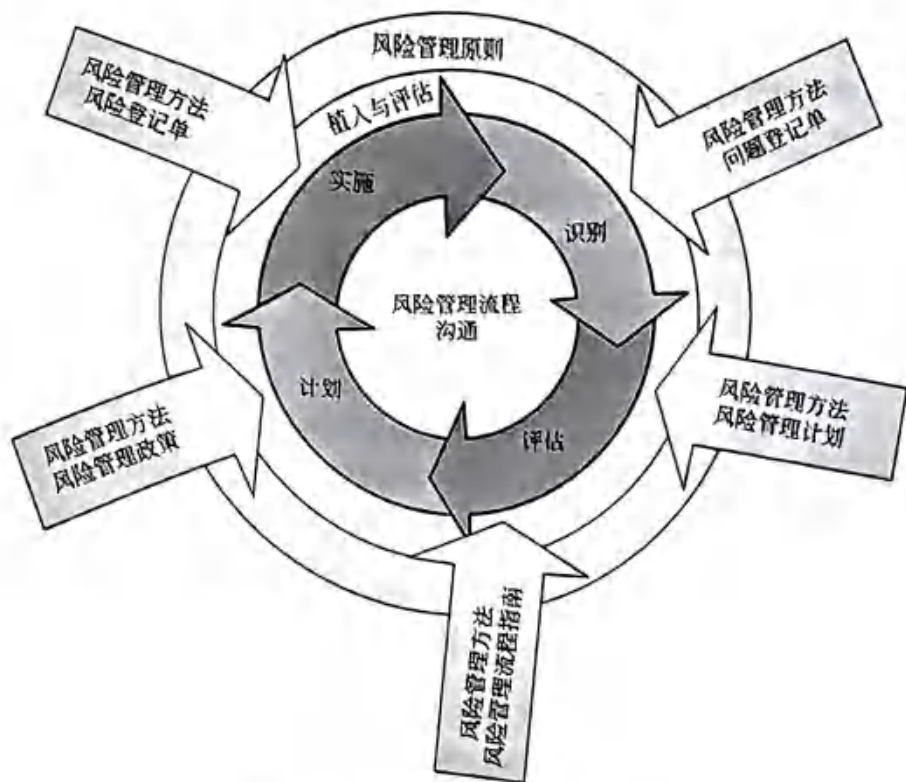 风险管理原则
植入与评估
风险管理方法
风险登记单
风险管理方法
问题登记单
实施
识别
风险管理流程
沟通
计划
评估
风险管理方法
风险管理计划
风险管理方法
风险管理政策
风险管理方法
风险管理流程指南